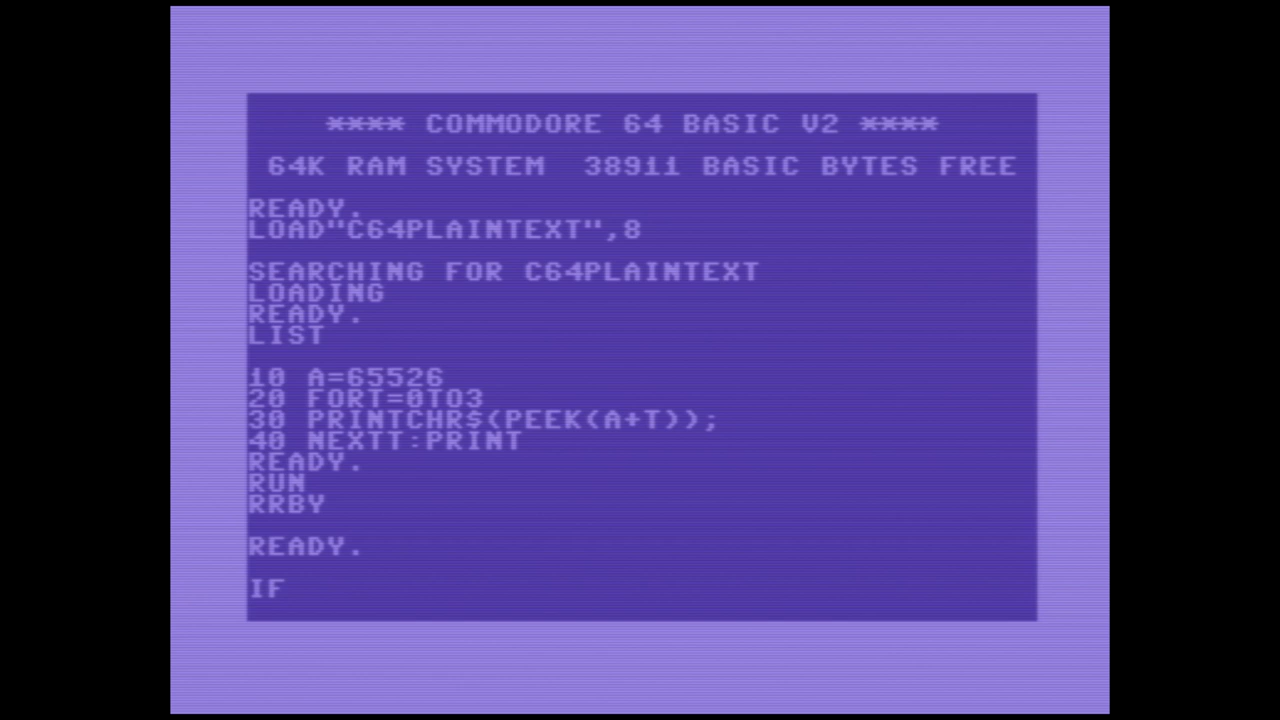 **** COMMODORE 64 BASIC V2 ****
64K RAM SYSTEM  38911 BASIC BYTES FREE
READY.
LOAD"C64PLAINTEXT",8
SEARCHING FOR C64PLAINTEXT
LOADING
READY.
LIST
10 A=65526
20 FORT=0TO3
30 PRINTCHR$(PEEK(A+T));
40 NEXTT:PRINT
READY.
RUN
RRBY
READY.
IF